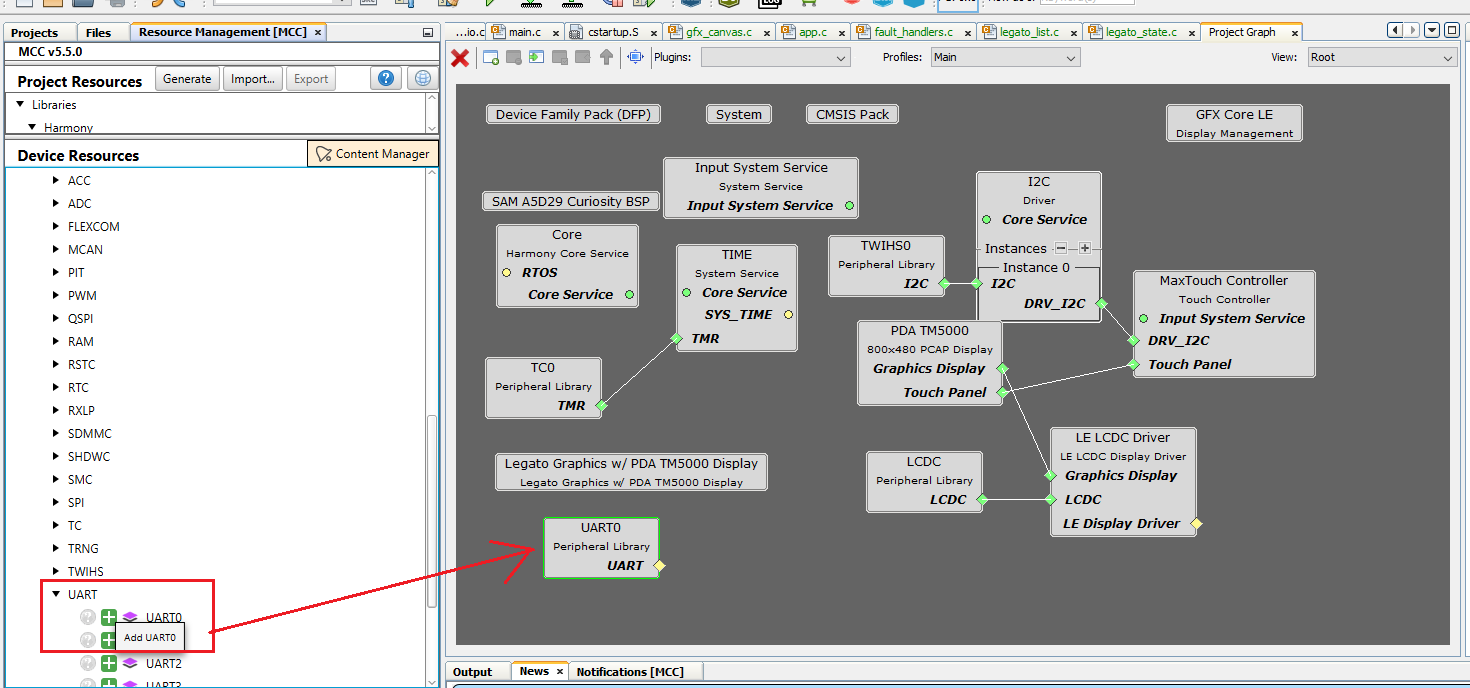 Projects
Files
Resource Management [MCC] ×
MCC v5.5.0
Project Resources
Generate
Import...
Export
Libraries
Harmony
Device Resources
Content Manager
ACC
ADC
FLEXCOM
MCAN
PIT
PWM
QSPI
RAM
RSTC
RTC
RXLP
SDMMC
SHDWC
SMC
SPI
TC
TRNG
TWIHS
UART
UART0
Add UART0
UART2
UART3
...io.c
main.c
cstartup.S
gfx_canvas.c
app.c
fault_handlers.c
legato_list.c
legato_state.c
Project Graph
Plugins:
Profiles:
Main
View:
Root
Device Family Pack (DFP)
System
CMSIS Pack
GFX Core LE
Display Management
Input System Service
System Service
Input System Service
SAM A5D29 Curiosity BSP
Core
Harmony Core Service
RTOS
Core Service
TIME
System Service
Core Service
SYS_TIME
TMR
TC0
Peripheral Library
TMR
TWIHS0
Peripheral Library
I2C
I2C
Driver
Core Service
Instances
Instance 0
I2C
DRV_I2C
MaxTouch Controller
Touch Controller
Input System Service
DRV_I2C
Touch Panel
PDA TM5000
800x480 PCAP Display
Graphics Display
Touch Panel
LE LCDC Driver
LE LCDC Display Driver
Graphics Display
LCDC
LE Display Driver
LCDC
Peripheral Library
LCDC
Legato Graphics w/ PDA TM5000 Display
Legato Graphics w/ PDA TM5000 Display
UART0
Peripheral Library
UART
Output
News ×
Notifications [MCC]